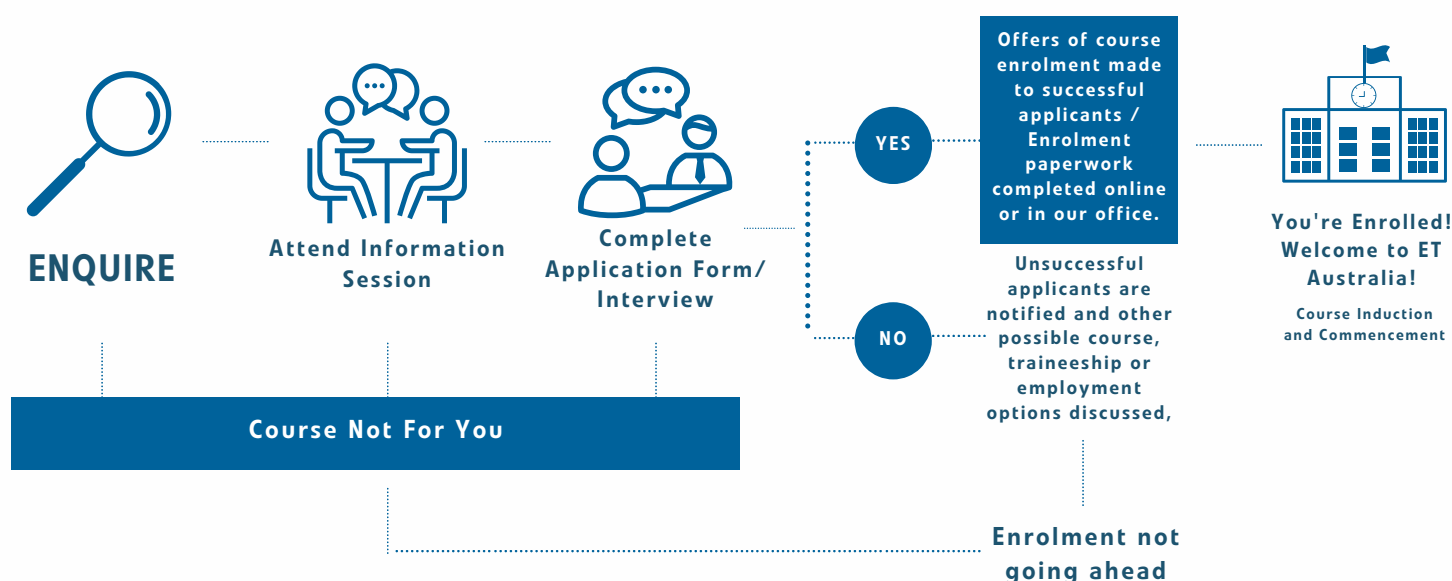 ENQUIRE
Attend Information
Session
Complete
Application Form/
Interview
YES
NO
Offers of course
enrolment made
to successful
applicants /
Enrolment
paperwork
completed online
or in our office.
Unsuccessful
applicants are
notified and other
possible course,
traineeship or
employment
options discussed,
You're Enrolled!
Welcome to ET
Australia!
Course Induction
and Commencement
Course Not For You
Enrolment not
going ahead